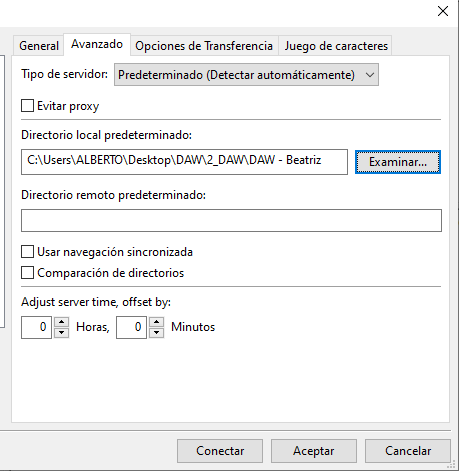 General Avanzado Opciones de Transferencia Juego de caracteres
Tipo de servidor: Predeterminado (Detectar automáticamente)
Evitar proxy
Directorio local predeterminado:
C:\Users\ALBERTO\Desktop\DAW\2_DAW\DAW - Beatriz Examinar...
Directorio remoto predeterminado:
Usar navegación sincronizada
Comparación de directorios
Adjust server time, offset by:
0 Horas, 0 Minutos
Conectar Aceptar Cancelar